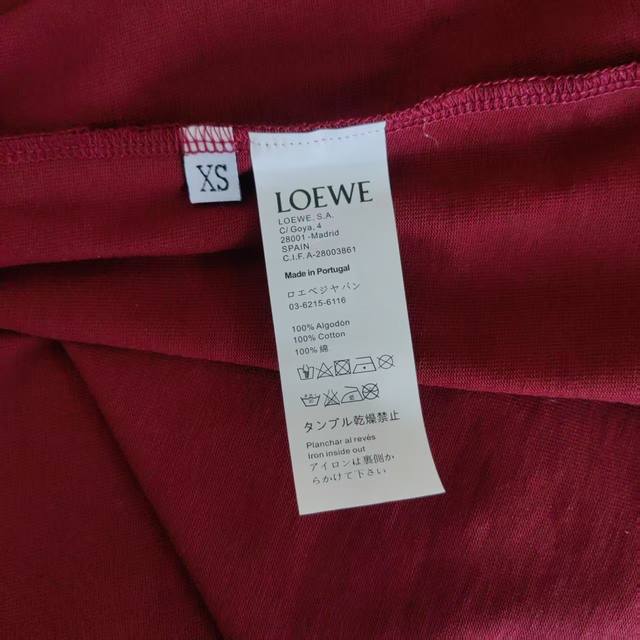 XS
LOEWE
LOEWE. S.A.
C/ Goya, 4
28001 -Madrid
SPAIN
C.I.F. A-28003861
Made in Portugal
ロエベジヤパン
03-6215-6116
100% Algodón
100% Cotton
100% 綿
タンブル乾燥禁止
Planchar al revés
Iron inside out
アイロンは裏側か
らかけて下さい